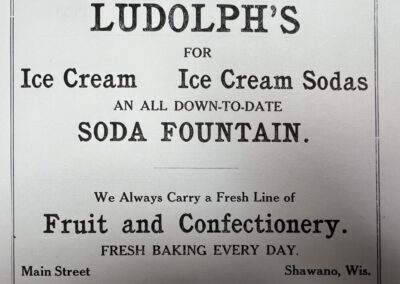 LUDOLPH'S
FOR
Ice Cream Ice Cream Sodas
AN ALL DOWN-TO-DATE
SODA FOUNTAIN.
We Always Carry a Fresh Line of
Fruit and Confectionery.
FRESH BAKING EVERY DAY.
Main Street Shawano, Wis.